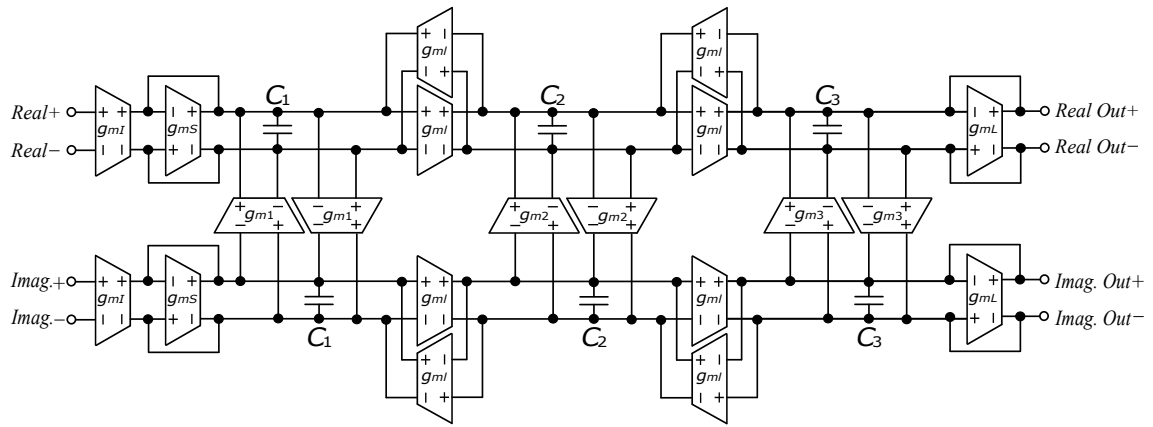 gml gml
C1 C2 C3
Real+ gmI gmS gml gml gmL Real Out+
Real− Real Out−
gm1 gm1 gm2 gm2 gm3 gm3
Imag.+ gmI gmS gml gml gmL Imag. Out+
Imag.− Imag. Out−
C1 C2 C3
gml gml